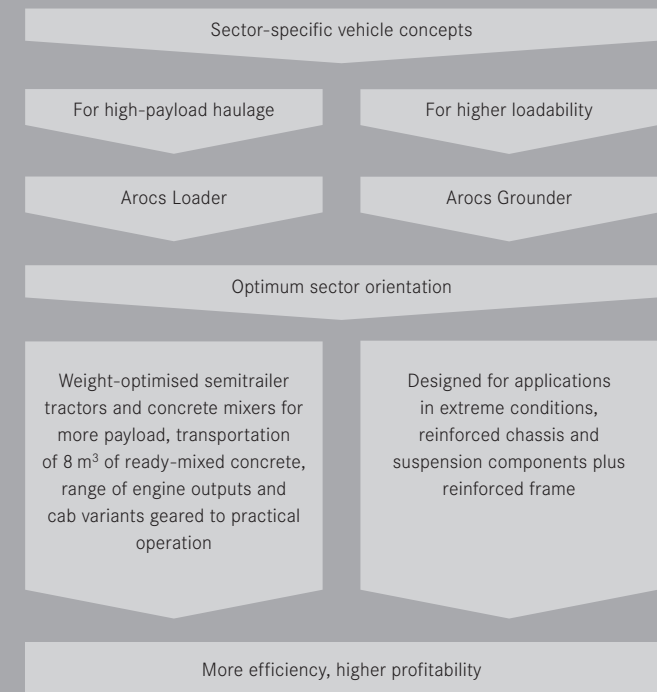 Sector-specific vehicle concepts
For high-payload haulage
For higher loadability
Arocs Loader
Arocs Grounder
Optimum sector orientation
Weight-optimised semitrailer
tractors and concrete mixers for
more payload, transportation
of 8 m³ of ready-mixed concrete,
range of engine outputs and
cab variants geared to practical
operation
Designed for applications
in extreme conditions,
reinforced chassis and
suspension components plus
reinforced frame
More efficiency, higher profitability